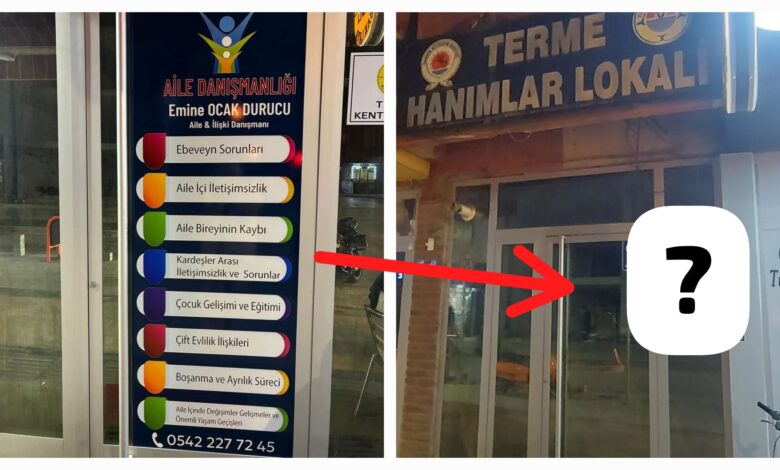 AİLE DANIŞMANLIĞI
Emine OCAK DURUCU
Aile & İlişki Danışmanı
Ebeveyn Sorunları
Aile İçi İletişimsizlik
Aile Bireyinin Kaybı
Kardeşler Arası
İletişimsizlik ve Sorunlar
Çocuk Gelişimi ve Eğitimi
Çift Evlilik İlişkileri
Boşanma ve Ayrılık Süreci
Aile İçinde Değişimler Gelişmeler ve
Önemli Yaşam Geçişleri
0542 227 72 45
KENT
TERME
HANIMLAR LOKALİ
?